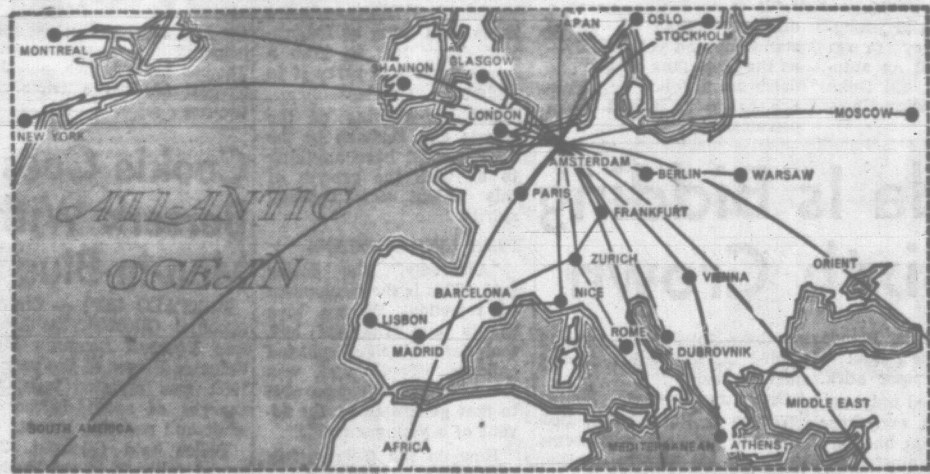 APAN
OSLO
STOCKHOLM
MONTREAL
GLASGOW
SHANNON
LONDON
MOSCOW
NEW YORK
AMSTERDAM
BERLIN
WARSAW
PARIS
ATLANTIC
OCEAN
FRANKFURT
ZURICH
ORIENT
VIENNA
BARCELONA
NICE
LISBON
MADRID
ROME
DUBROVNIK
MIDDLE EAST
SOUTH AMERICA
AFRICA
MEDITERRANEAN
ATHENS